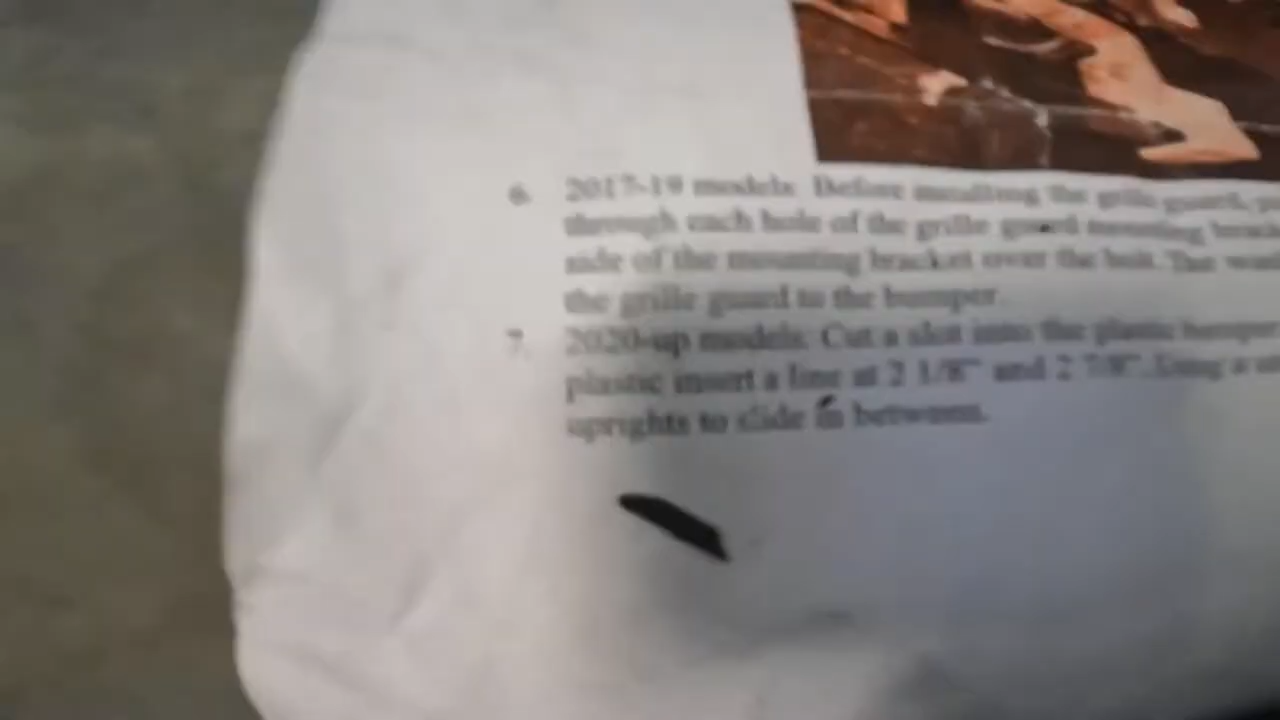 6. 2017-19 models: Before installing the grille guard,
through each hole of the grille guard mounting
side of the mounting bracket over the bolt. The
the grille guard to the bumper.
7. 2020-up models: Cut a slot into the plastic bumper
plastic insert a line at 2 1/8" and 2 7/8". Using a
uprights to slide in between.